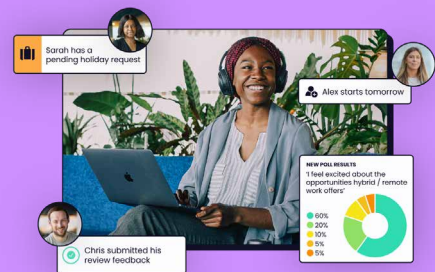 Sarah has a
pending holiday request
Alex starts tomorrow
NEW POLL RESULTS
'I feel excited about the
opportunities hybrid / remote
work offers'
60%
20%
10%
5%
5%
Chris submitted his
review feedback